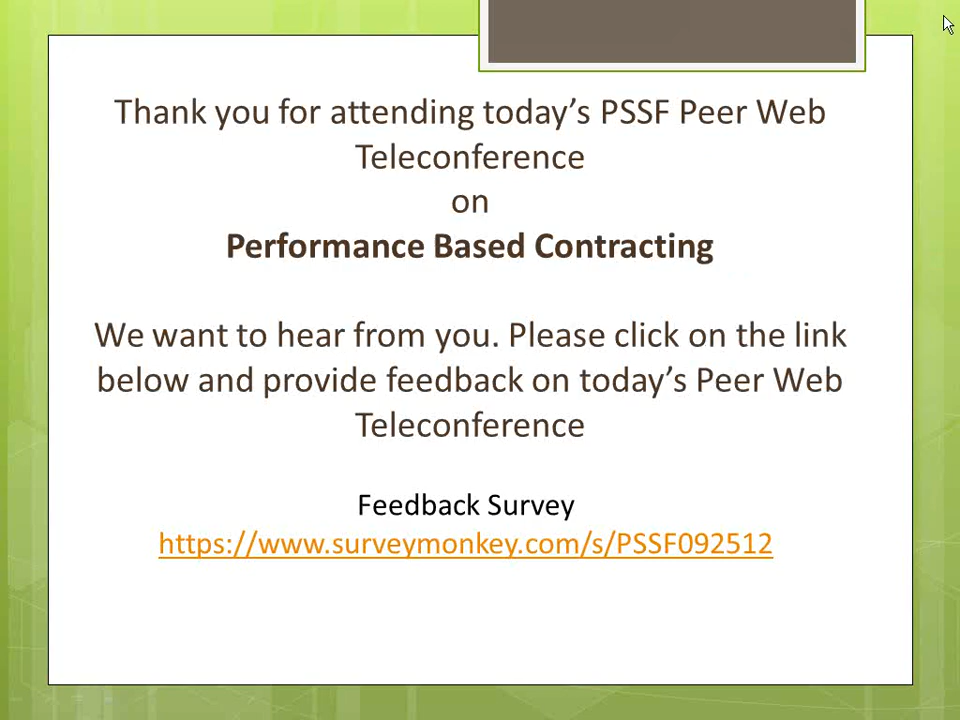 Thank you for attending today’s PSSF Peer Web
Teleconference
on
Performance Based Contracting
We want to hear from you. Please click on the link
below and provide feedback on today’s Peer Web
Teleconference
Feedback Survey
https://www.surveymonkey.com/s/PSSF092512